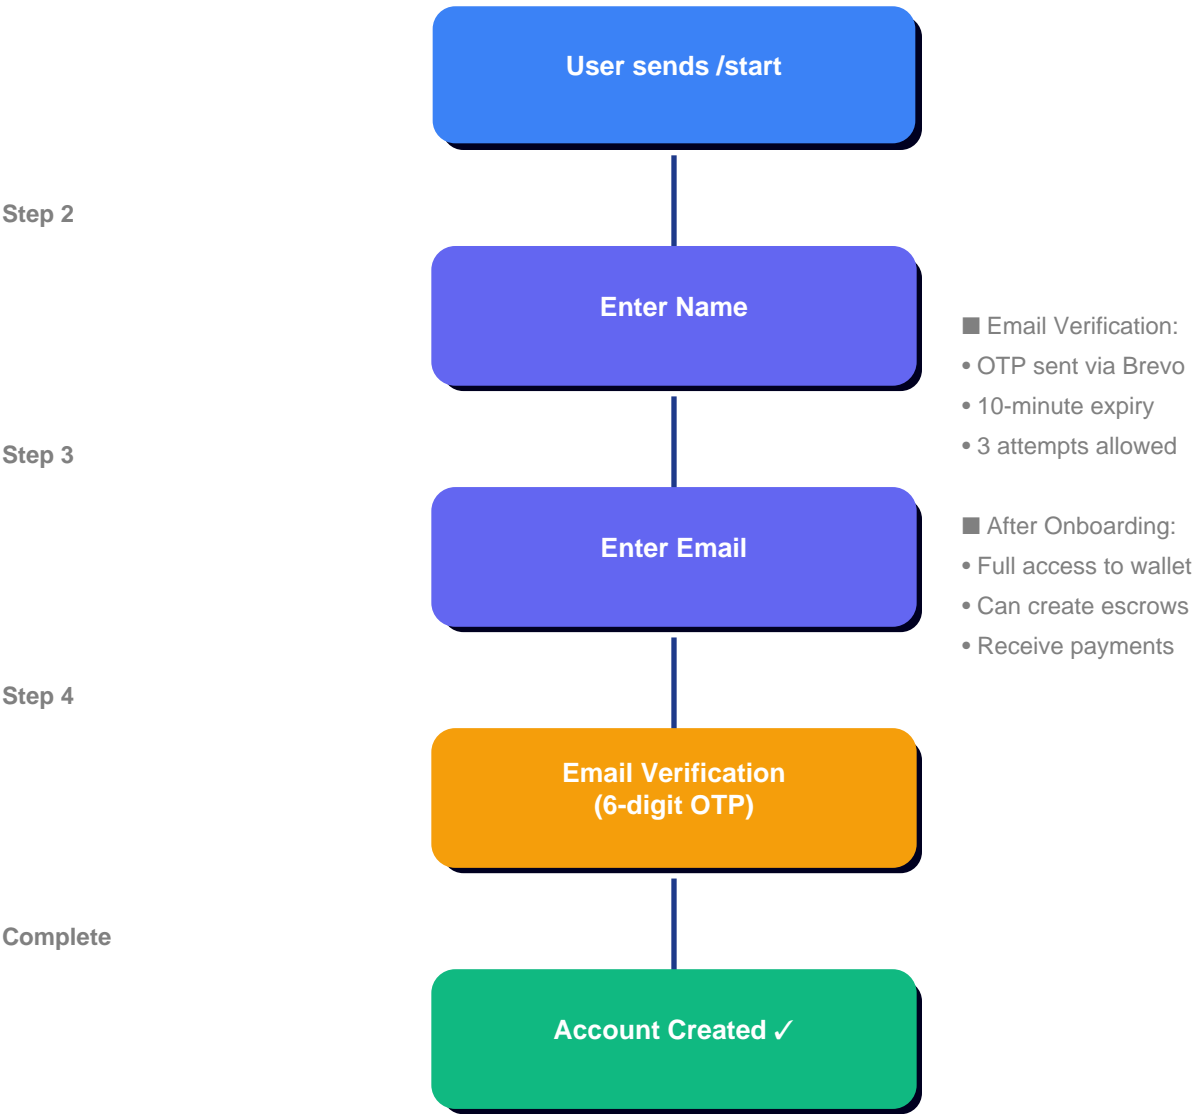 User sends /start
Step 2
Enter Name
■ Email Verification:
• OTP sent via Brevo
• 10-minute expiry
• 3 attempts allowed
Step 3
Enter Email
■ After Onboarding:
• Full access to wallet
• Can create escrows
• Receive payments
Step 4
Email Verification
(6-digit OTP)
Complete
Account Created ✓